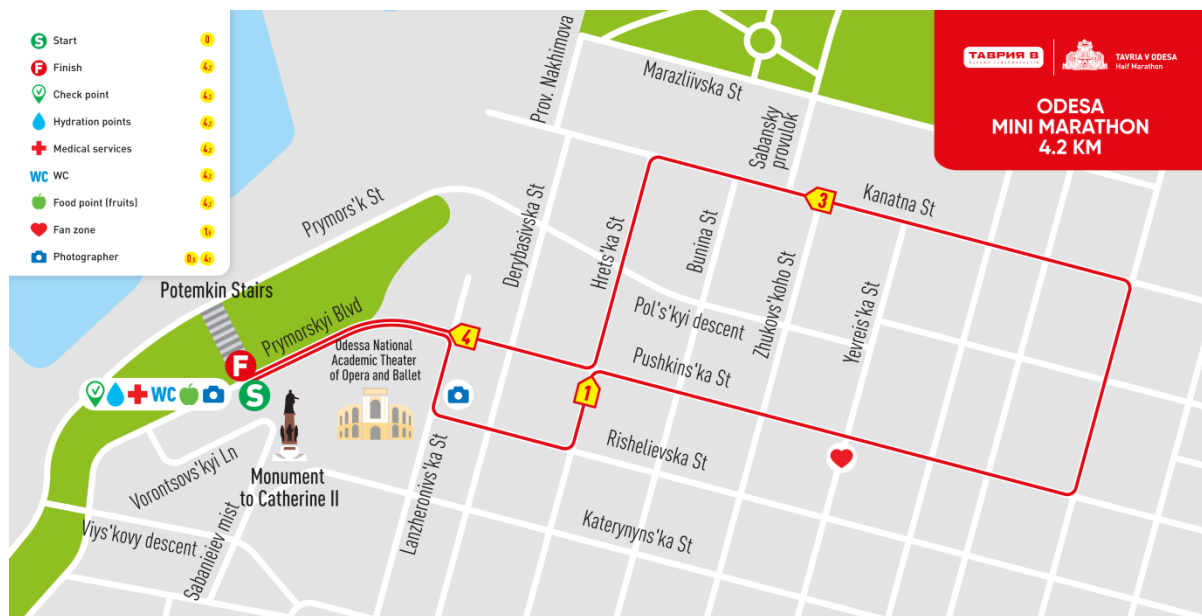 S Start 0
F Finish 4,2
Check point 4,2
Hydration points 4,2
Medical services 4,2
WC WC 4,2
Food point (fruits) 4,2
Fan zone
Photographer 4,2
ТАВРИЯ В
TAVRIA V ODESA
Half Marathon
ODESA
MINI MARATHON
4.2 KM
Prov. Nakhimova
Marazliivska St
Sabansky
provulok
Kanatna St
Prymors'k St
Derybasivska St
Hrets'ka St
Bunina St
Zhukovs'koho St
Yevreis'ka St
3
Potemkin Stairs
Prymorskyi Blvd
Pol's'kyi descent
Pushkins'ka St
4
1
F
S
WC
Odessa National
Academic Theater
of Opera and Ballet
Risheliev​ska St
Vorontsovs'kyi Ln
Monument
to Catherine II
Lanzheronivs'ka St
Katerynyns'ka St
Viys'kovy descent
Sabanieiev mist